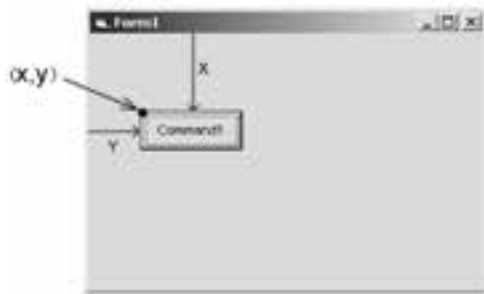 Form1
X
(x,y)
Command1
Y